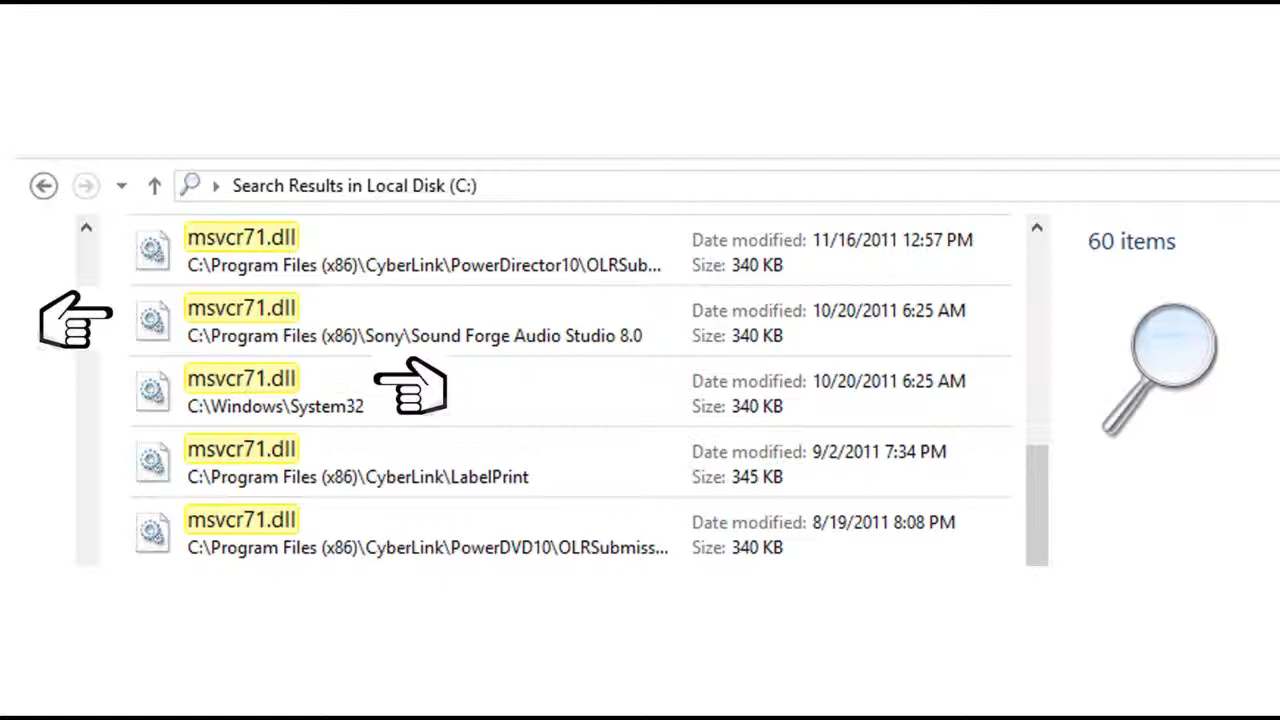 Search Results in Local Disk (C:)
60 items
msvcr71.dll
Date modified: 11/16/2011 12:57 PM
C:\Program Files (x86)\CyberLink\PowerDirector10\OLRSub...
Size: 340 KB
msvcr71.dll
Date modified: 10/20/2011 6:25 AM
C:\Program Files (x86)\Sony\Sound Forge Audio Studio 8.0
Size: 340 KB
msvcr71.dll
Date modified: 10/20/2011 6:25 AM
C:\Windows\System32
Size: 340 KB
msvcr71.dll
Date modified: 9/2/2011 7:34 PM
C:\Program Files (x86)\CyberLink\LabelPrint
Size: 345 KB
msvcr71.dll
Date modified: 8/19/2011 8:08 PM
C:\Program Files (x86)\CyberLink\PowerDVD10\OLRSubmiss...
Size: 340 KB